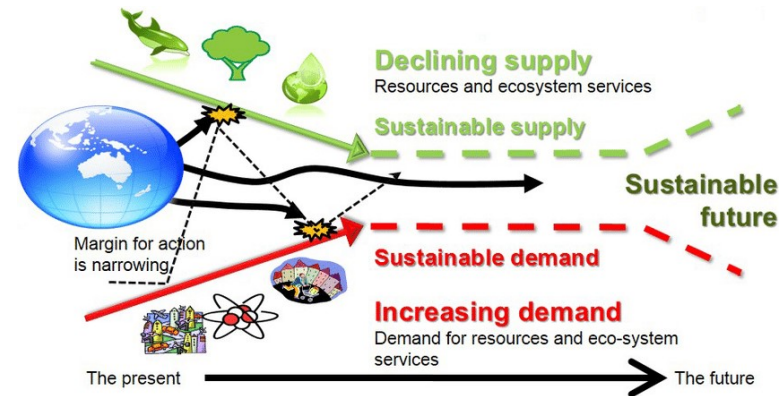 Declining supply
Resources and ecosystem services
Sustainable supply
Sustainable
future
Margin for action
is narrowing
Sustainable demand
Increasing demand
Demand for resources and eco-system
services
The present
The future